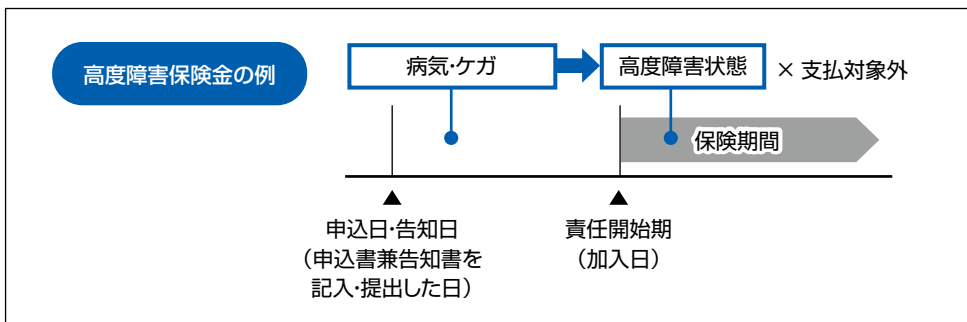 高度障害保険金の例
病気・ケガ
高度障害状態
× 支払対象外
保険期間
申込日・告知日
（申込書兼告知書を
記入・提出した日）
責任開始期
（加入日）